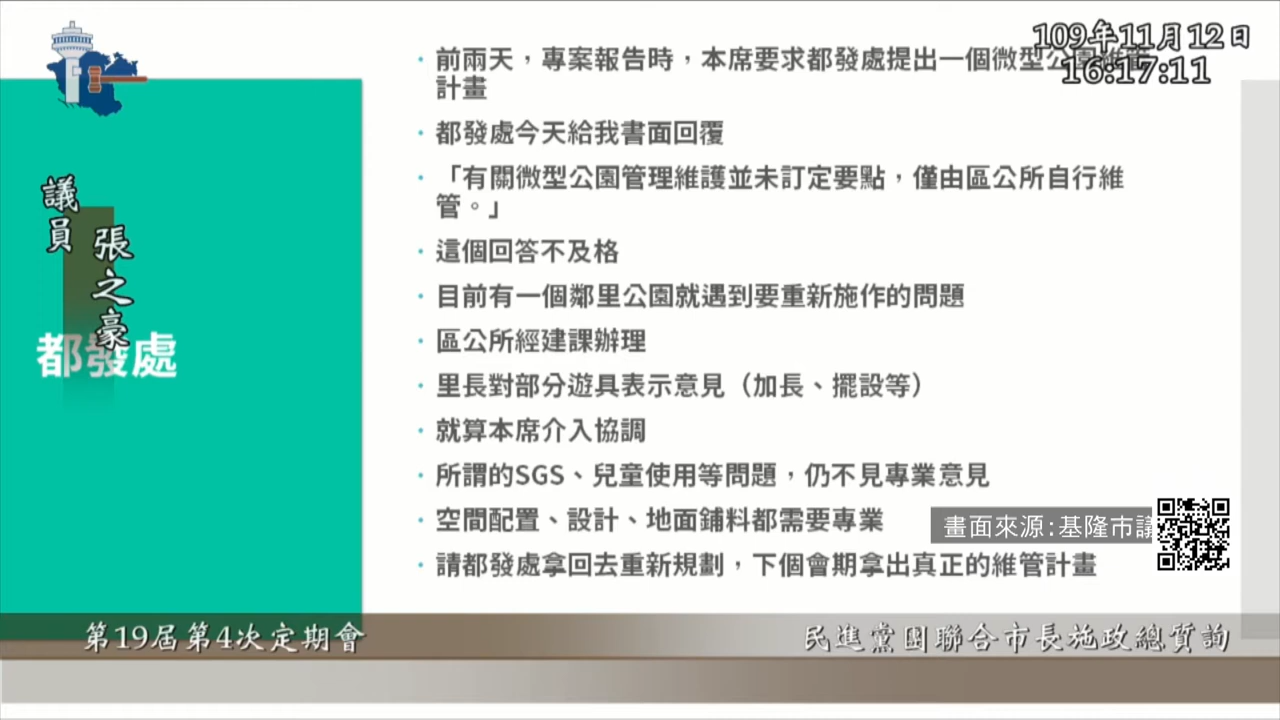 109年11月12日
16:17:11
· 前兩天，專案報告時，本席要求都發處提出一個微型公園維管
計畫
· 都發處今天給我書面回覆
· 「有關微型公園管理維護並未訂定要點，僅由區公所自行維
管。」
· 這個回答不及格
· 目前有一個鄰里公園就遇到要重新施作的問題
· 區公所經建課辦理
· 里長對部分遊具表示意見（加長、擺設等）
· 就算本席介入協調
· 所謂的SGS、兒童使用等問題，仍不見專業意見
· 空間配置、設計、地面鋪料都需要專業
· 請都發處拿回去重新規劃，下個會期拿出真正的維管計畫
議員
張之豪
都發處
畫面來源:基隆市議
第19屆第4次定期會
民進黨團聯合市長施政總質詢